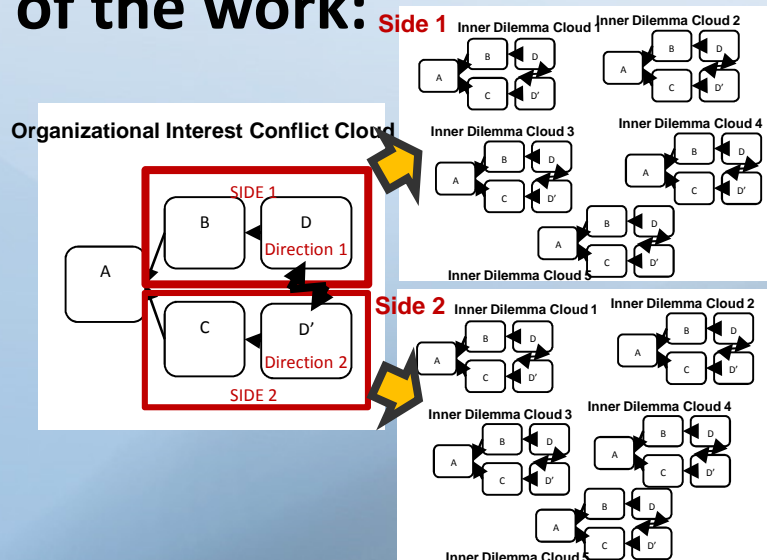 of the work:
Organizational Interest Conflict Cloud
SIDE 1
B
D
Direction 1
A
C
D'
Direction 2
SIDE 2
Side 1
Inner Dilemma Cloud 1
A
B
D
C
D'
Inner Dilemma Cloud 2
A
B
D
C
D'
Inner Dilemma Cloud 3
A
B
D
C
D'
Inner Dilemma Cloud 4
A
B
D
C
D'
A
B
D
C
D'
Inner Dilemma Cloud 5
Side 2
Inner Dilemma Cloud 1
A
B
D
C
D'
Inner Dilemma Cloud 2
A
B
D
C
D'
Inner Dilemma Cloud 3
A
B
D
C
D'
Inner Dilemma Cloud 4
A
B
D
C
D'
A
B
D
C
D'
Inner Dilemma Cloud 5